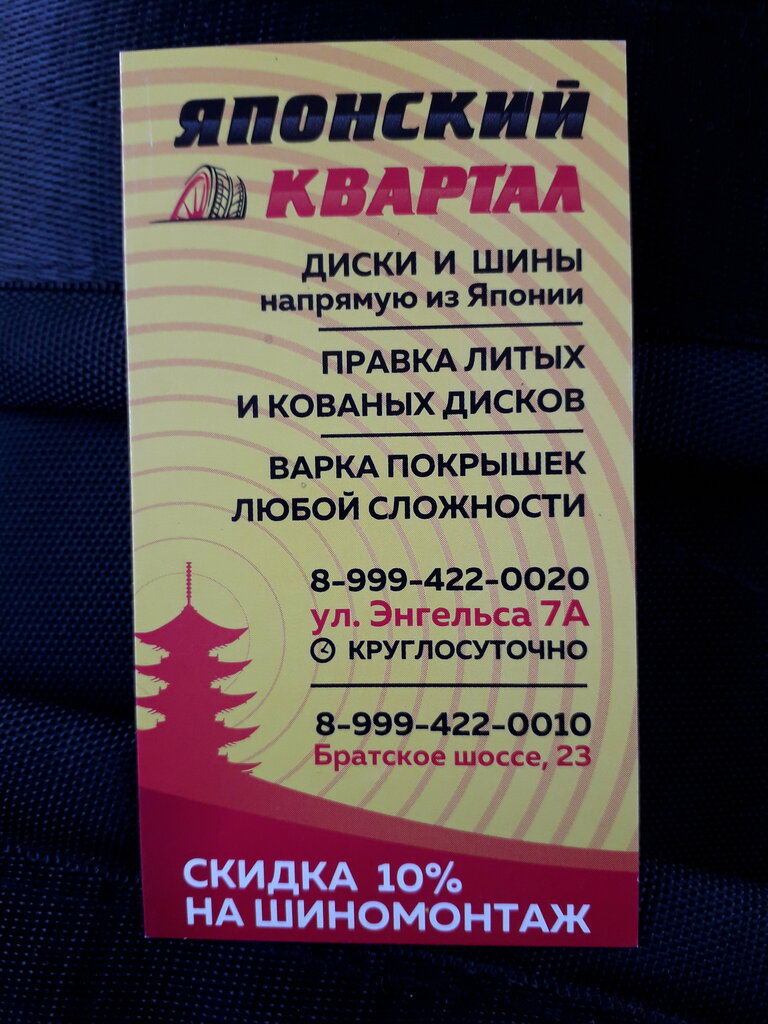 ЯПОНСКИЙ
КВАРТАЛ
ДИСКИ И ШИНЫ
напрямую из Японии
ПРАВКА ЛИТЫХ
И КОВАНЫХ ДИСКОВ
ВАРКА ПОКРЫШЕК
ЛЮБОЙ СЛОЖНОСТИ
8-999-422-0020
ул. Энгельса 7А
КРУГЛОСУТОЧНО
8-999-422-0010
Братское шоссе, 23
СКИДКА 10%
НА ШИНОМОНТАЖ